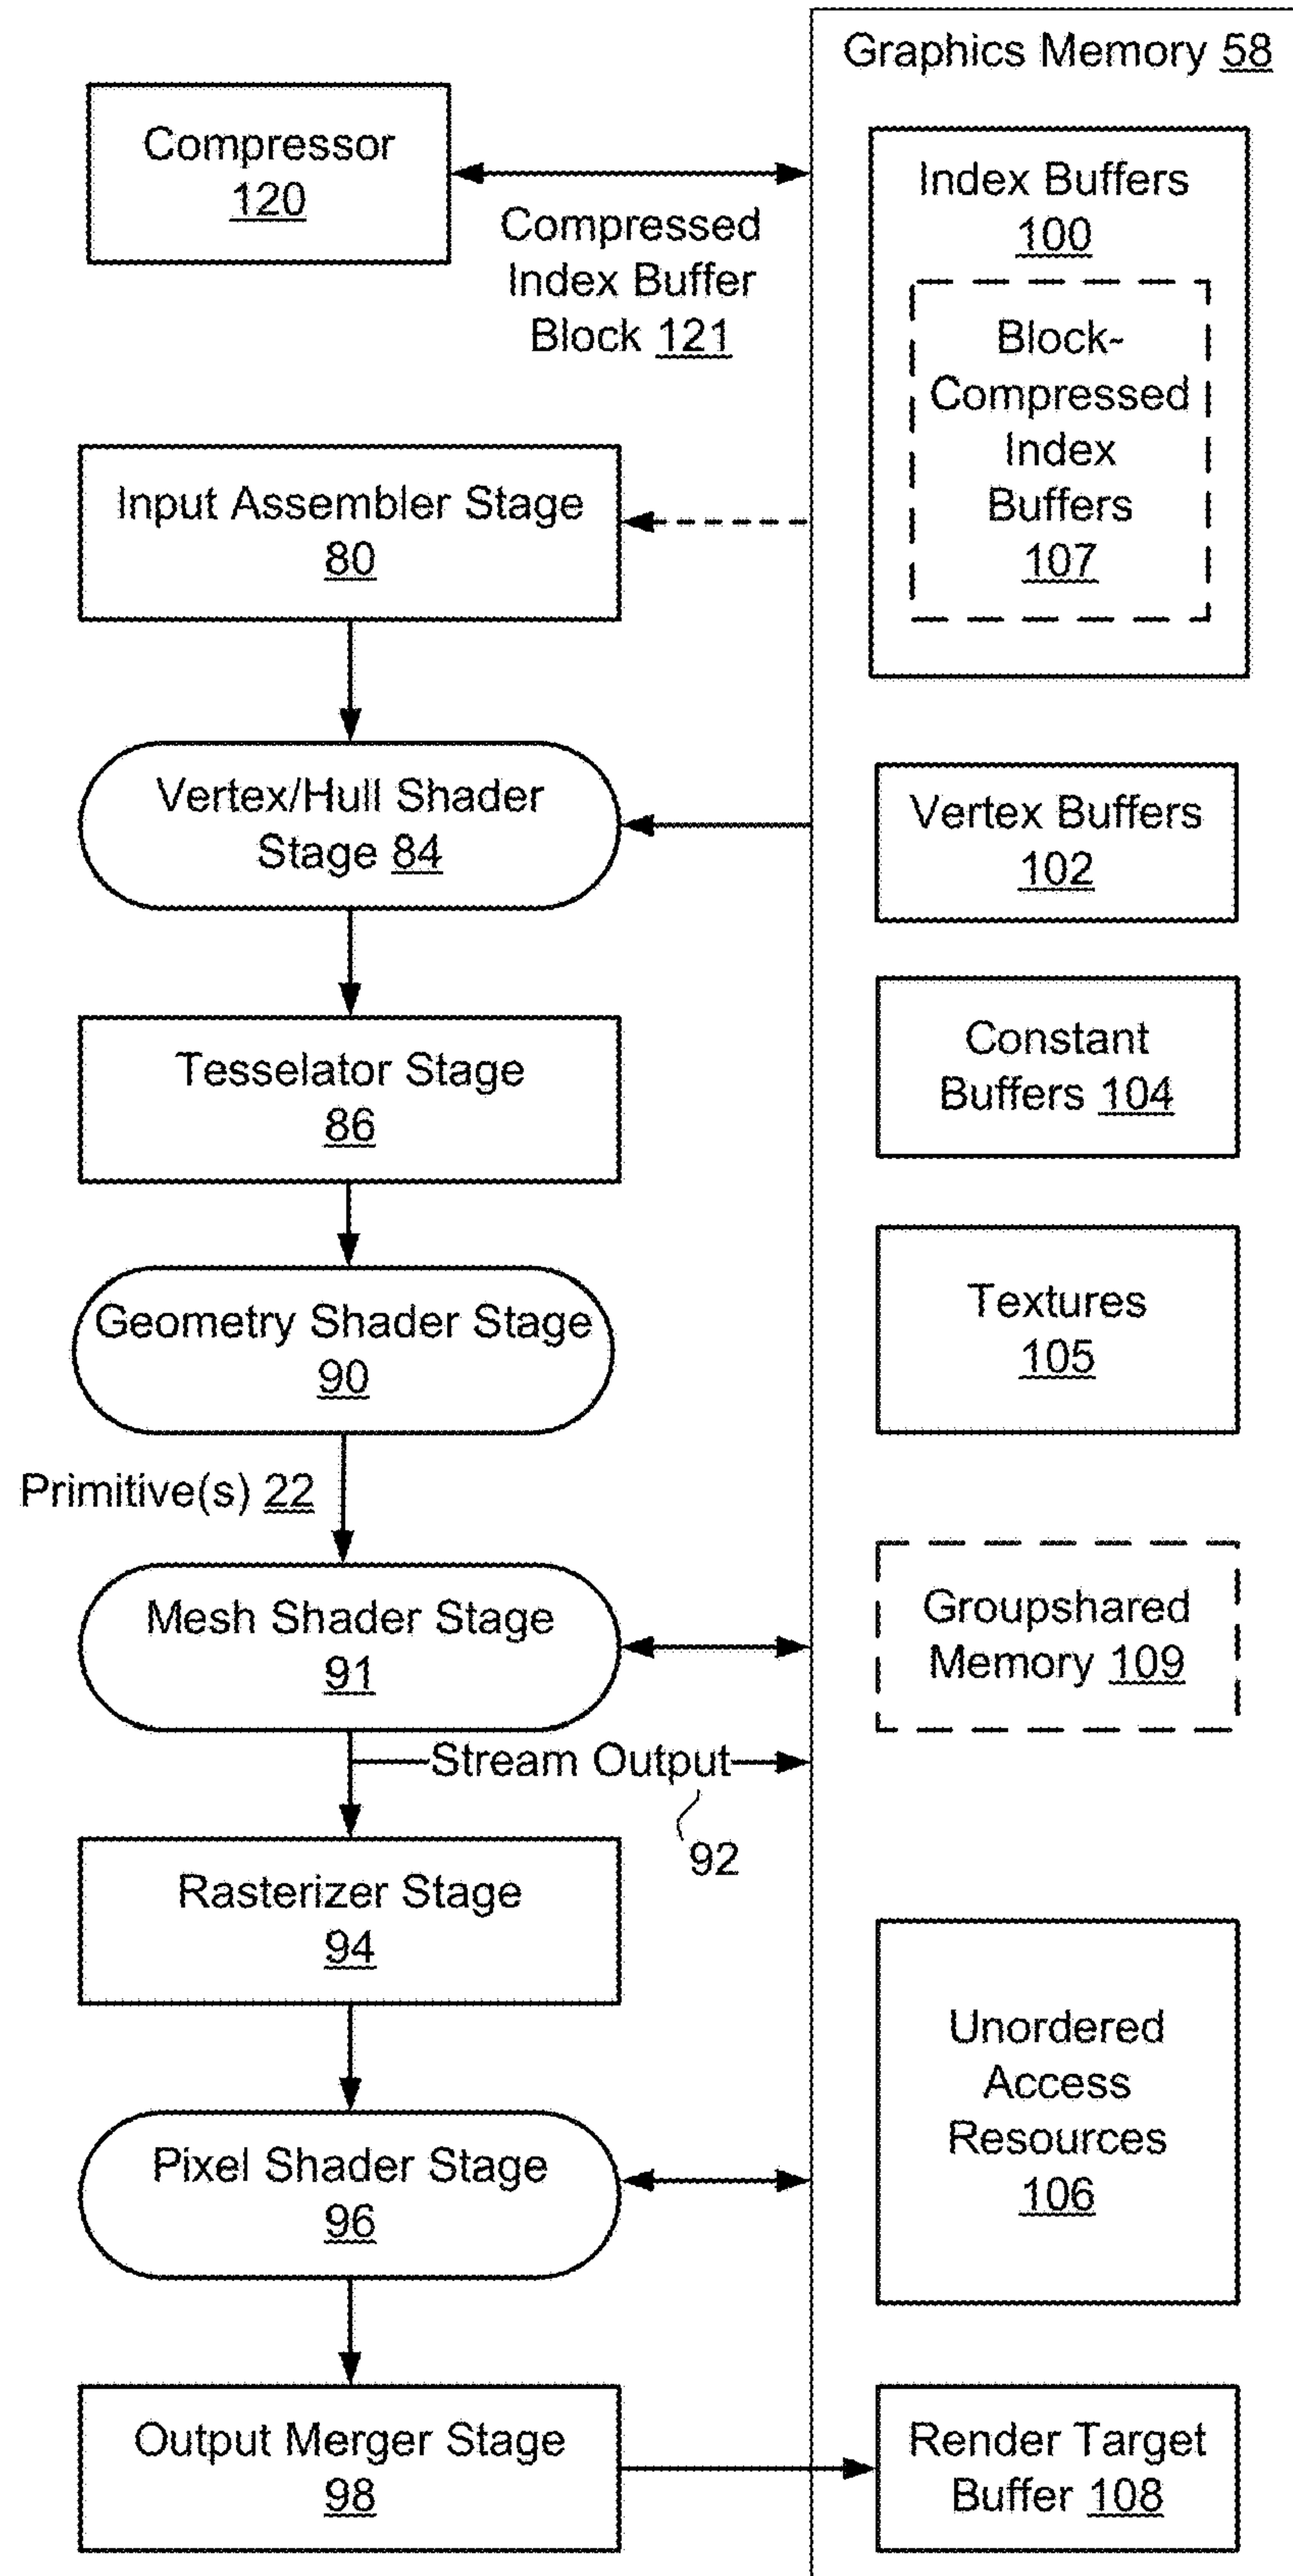 Graphics Memory 58
Compressor
120
Compressed
Index Buffer
Block 121
Index Buffers
100
Block-
Compressed
Index
Buffers
107
Input Assembler Stage
80
Vertex/Hull Shader
Stage 84
Vertex Buffers
102
Tesselator Stage
86
Constant
Buffers 104
Geometry Shader Stage
90
Textures
105
Primitive(s) 22
Mesh Shader Stage
91
Groupshared
Memory 109
Stream Output
92
Rasterizer Stage
94
Unordered
Access
Resources
106
Pixel Shader Stage
96
Output Merger Stage
98
Render Target
Buffer 108